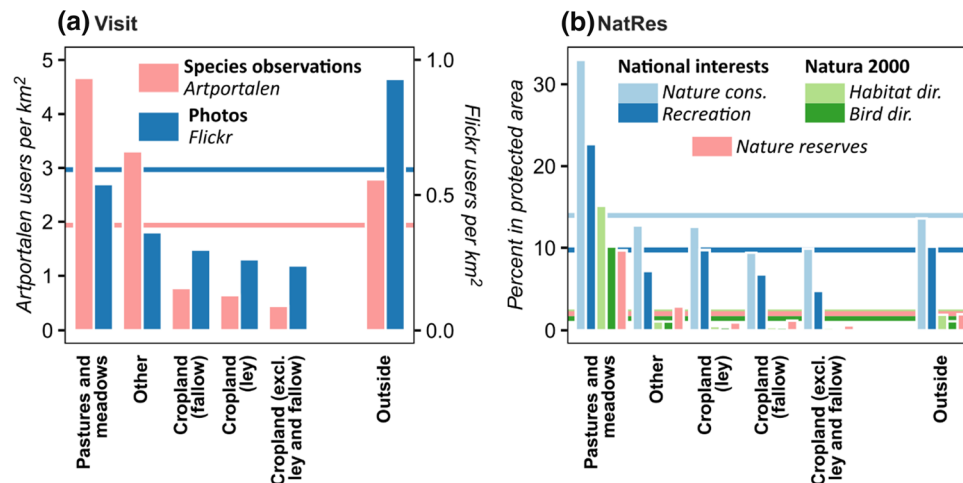 (a) Visit
Artportalen users per km²
5
4
3
2
1
0
Species observations
Artportalen
Photos
Flickr
1.0
0.5
0.0
Flickr users per km²
Pastures and
meadows
Other
Cropland
(fallow)
Cropland
(ley)
Cropland (excl.
ley and fallow)
Outside
(b) NatRes
Percent in protected area
30
20
10
0
National interests
Nature cons.
Recreation
Natura 2000
Habitat dir.
Bird dir.
Nature reserves
Pastures and
meadows
Other
Cropland
(ley)
Cropland
(fallow)
Cropland (excl.
ley and fallow)
Outside